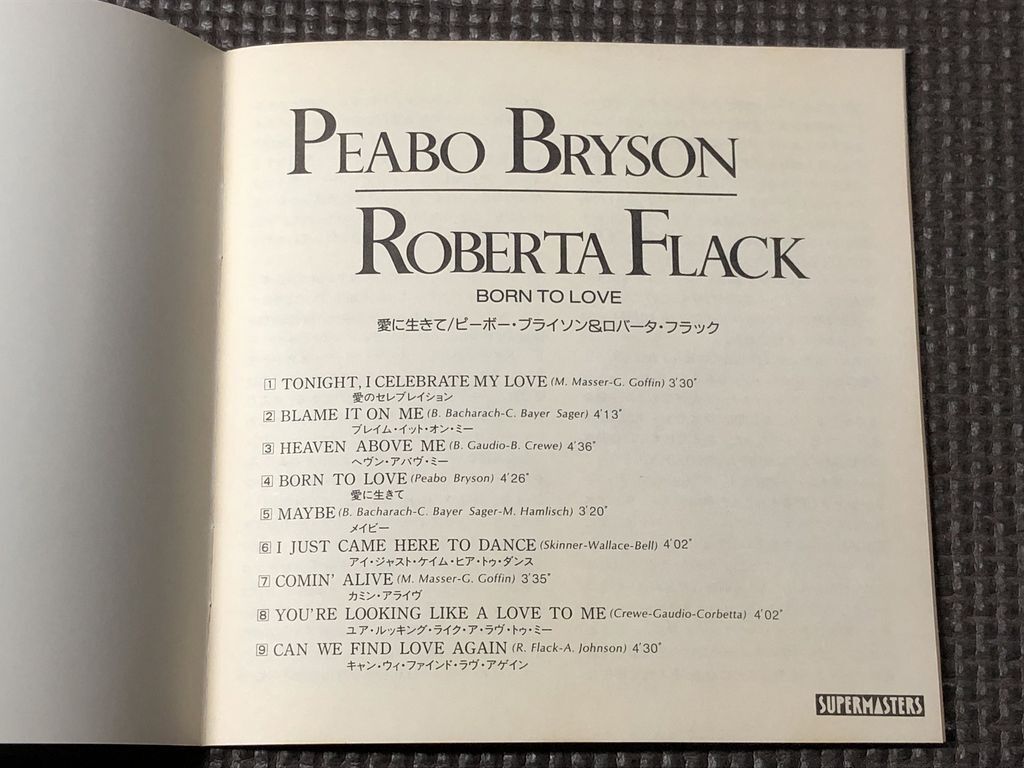 PEABO BRYSON
ROBERTA FLACK
BORN TO LOVE
愛に生きて/ピーボー・ブライソン&ロバータ・フラック
1 TONIGHT, I CELEBRATE MY LOVE (M. Masser-G. Goffin) 3'30"
愛のセレブレイション
2 BLAME IT ON ME (B. Bacharach-C. Bayer Sager) 4'13"
ブレイム・イット・オン・ミー
3 HEAVEN ABOVE ME (B. Gaudio-B. Crewe) 4'36"
ヘヴン・アバヴ・ミー
4 BORN TO LOVE (Peabo Bryson) 4'26"
愛に生きて
5 MAYBE (B. Bacharach-C. Bayer Sager-M. Hamlisch) 3'20"
メイビー
6 I JUST CAME HERE TO DANCE (Skinner-Wallace-Bell) 4'02"
アイ・ジャスト・ケイム・ヒア・トゥ・ダンス
7 COMIN' ALIVE (M. Masser-G. Goffin) 3'35"
カミン・アライヴ
8 YOU'RE LOOKING LIKE A LOVE TO ME (Crewe-Gaudio-Corbetta) 4'02"
ユア・ルッキング・ライク・ア・ラヴ・トゥ・ミー
9 CAN WE FIND LOVE AGAIN (R. Flack-A. Johnson) 4'30"
キャン・ウィ・ファインド・ラヴ・アゲイン
SUPERMASTERS